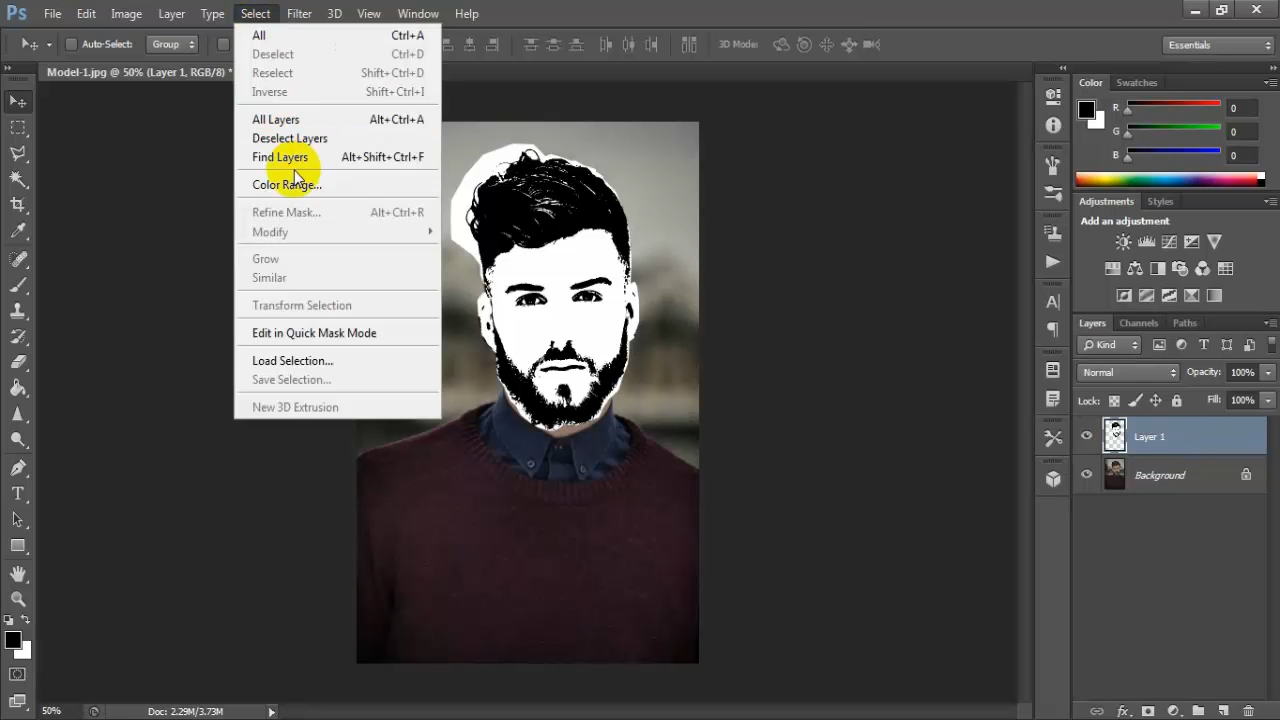 Ps File Edit Image Layer Type Select Filter 3D View Window Help
Auto-Select: Group 3D Mode: Essentials
Model-1.jpg @ 50% (Layer 1, RGB/8) *
All Ctrl+A
Deselect Ctrl+D
Reselect Shift+Ctrl+D
Inverse Shift+Ctrl+I
All Layers Alt+Ctrl+A
Deselect Layers
Find Layers Alt+Shift+Ctrl+F
Color Range...
Refine Mask... Alt+Ctrl+R
Modify
Grow
Similar
Transform Selection
Edit in Quick Mask Mode
Load Selection...
Save Selection...
New 3D Extrusion
Color Swatches
R 0
G 0
B 0
Adjustments Styles
Add an adjustment
Layers Channels Paths
Kind
Normal Opacity: 100%
Lock: Fill: 100%
Layer 1
Background
50% Doc: 2.29M/3.73M